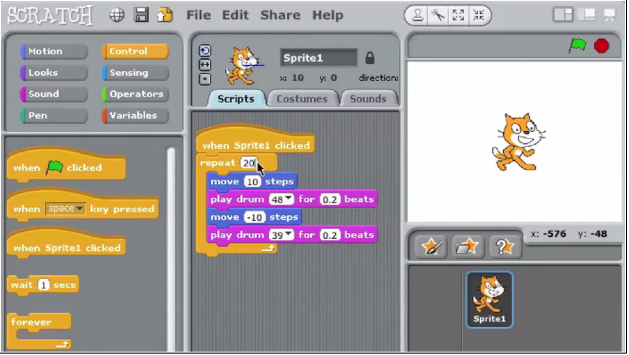 SCRATCH File Edit Share Help
Motion Control
Looks Sensing
Sound Operators
Pen Variables
when clicked
when space key pressed
when Sprite1 clicked
wait 1 secs
forever
Sprite1
x: 10 y: 0 direction:
Scripts Costumes Sounds
when Sprite1 clicked
repeat 20
move 10 steps
play drum 48 for 0.2 beats
move -10 steps
play drum 39 for 0.2 beats
x: -576 y: -48
Sprite1